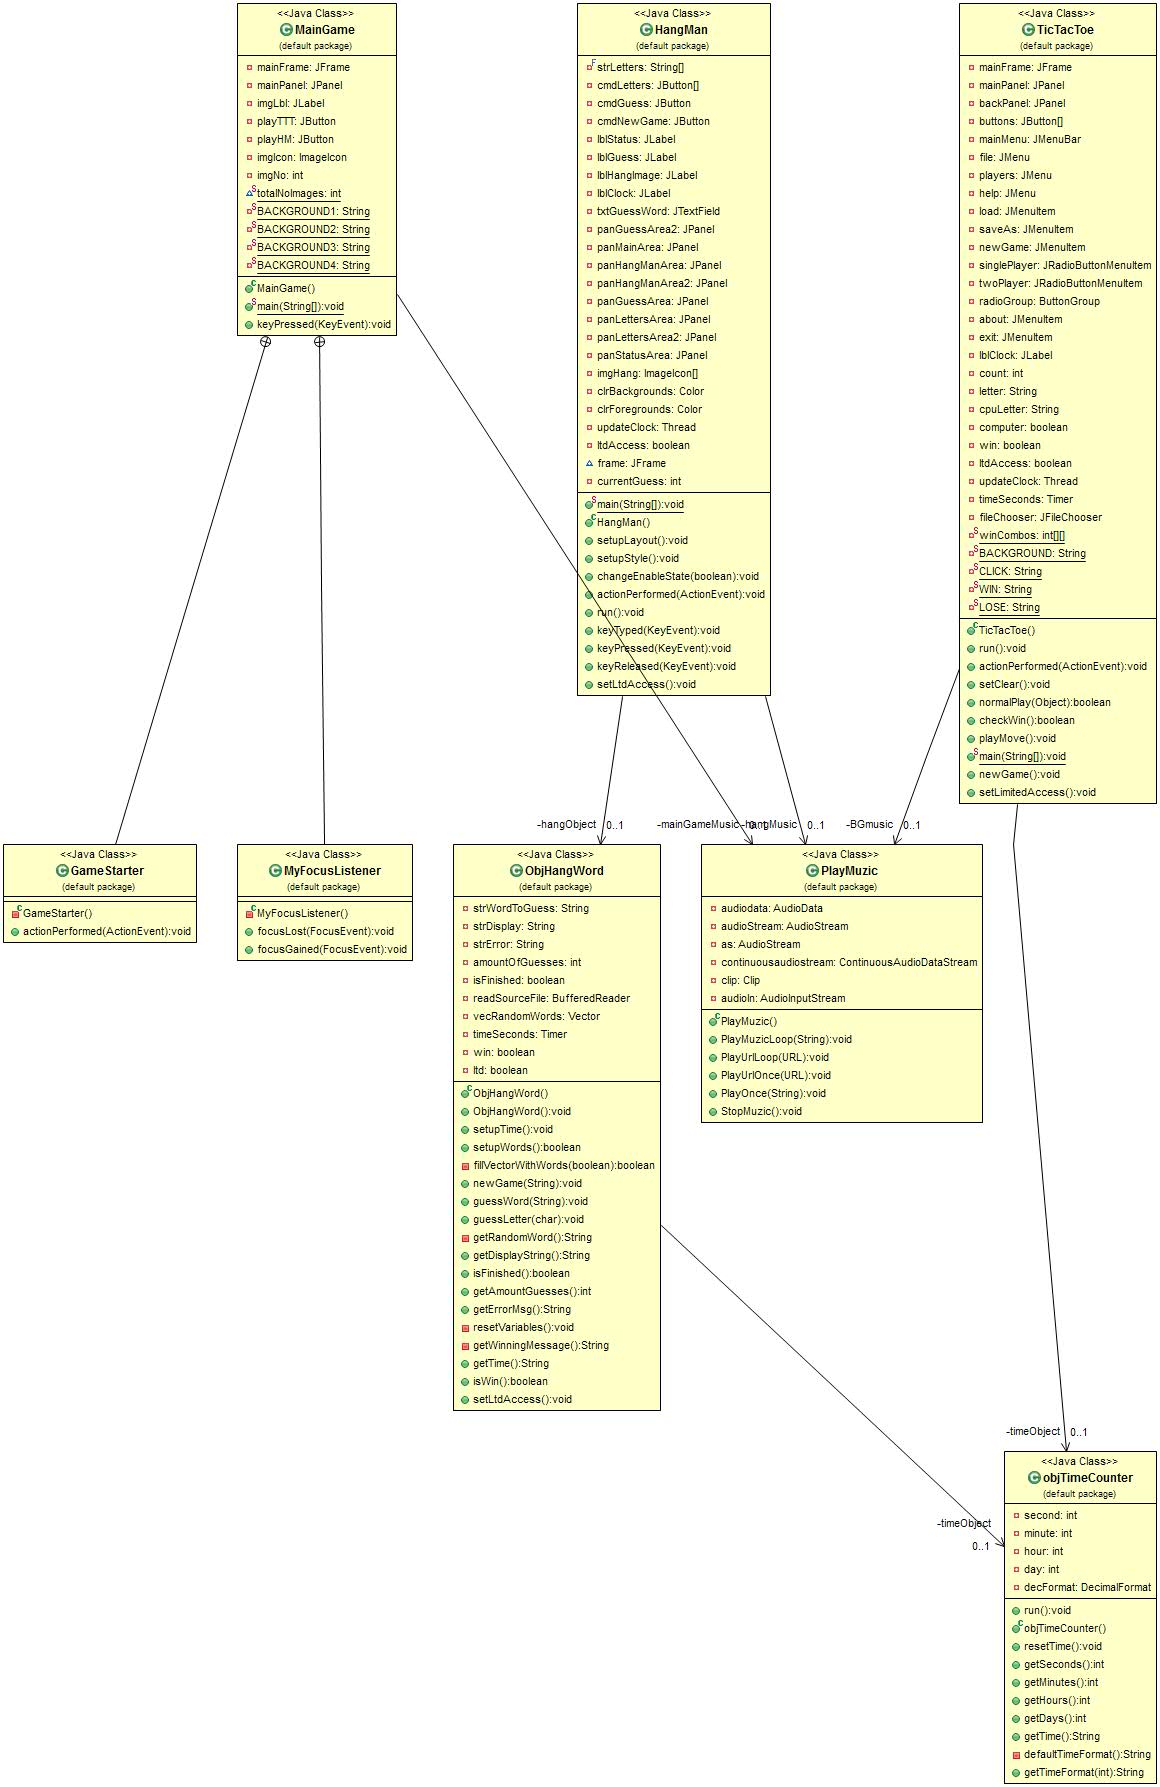 <<Java Class>>
MainGame
(default package)
mainFrame: JFrame
mainPanel: JPanel
imgLbl: JLabel
playTTT: JButton
playHM: JButton
imgIcon: ImageIcon
imgNo: int
totalNoImages: int
BACKGROUND1: String
BACKGROUND2: String
BACKGROUND3: String
BACKGROUND4: String
MainGame()
main(String[]):void
keyPressed(KeyEvent):void
<<Java Class>>
HangMan
(default package)
strLetters: String[]
cmdLetters: JButton[]
cmdGuess: JButton
cmdNewGame: JButton
lblStatus: JLabel
lblGuess: JLabel
lblHangImage: JLabel
lblClock: JLabel
txtGuessWord: JTextField
panGuessArea2: JPanel
panMainArea: JPanel
panHangManArea: JPanel
panHangManArea2: JPanel
panGuessArea: JPanel
panLettersArea: JPanel
panLettersArea2: JPanel
panStatusArea: JPanel
imgHang: ImageIcon[]
clrBackgrounds: Color
clrForegrounds: Color
updateClock: Thread
ltdAccess: boolean
frame: JFrame
currentGuess: int
main(String[]):void
HangMan()
setupLayout():void
setupStyle():void
changeEnableState(boolean):void
actionPerformed(ActionEvent):void
run():void
keyTyped(KeyEvent):void
keyPressed(KeyEvent):void
keyReleased(KeyEvent):void
setLtdAccess():void
<<Java Class>>
TicTacToe
(default package)
mainFrame: JFrame
mainPanel: JPanel
backPanel: JPanel
buttons: JButton[]
mainMenu: JMenuBar
file: JMenu
players: JMenu
help: JMenu
load: JMenuItem
saveAs: JMenuItem
newGame: JMenuItem
singlePlayer: JRadioButtonMenuItem
twoPlayer: JRadioButtonMenuItem
radioGroup: ButtonGroup
about: JMenuItem
exit: JMenuItem
lblClock: JLabel
count: int
letter: String
cpuLetter: String
computer: boolean
win: boolean
ltdAccess: boolean
updateClock: Thread
timeSeconds: Timer
fileChooser: JFileChooser
winCombos: int[][]
BACKGROUND: String
CLICK: String
WIN: String
LOSE: String
TicTacToe()
run():void
actionPerformed(ActionEvent):void
setClear():void
normalPlay(Object):boolean
checkWin():boolean
playMove():void
main(String[]):void
newGame():void
setLimitedAccess():void
-hangObject 0..1
-mainGameMusic 0..1
-hangMusic 0..1
-BGmusic 0..1
<<Java Class>>
GameStarter
(default package)
GameStarter()
actionPerformed(ActionEvent):void
<<Java Class>>
MyFocusListener
(default package)
MyFocusListener()
focusLost(FocusEvent):void
focusGained(FocusEvent):void
<<Java Class>>
ObjHangWord
(default package)
strWordToGuess: String
strDisplay: String
strError: String
amountOfGuesses: int
isFinished: boolean
readSourceFile: BufferedReader
vecRandomWords: Vector
timeSeconds: Timer
win: boolean
ltd: boolean
ObjHangWord()
ObjHangWord():void
setupTime():void
setupWords():boolean
fillVectorWithWords(boolean):boolean
newGame(String):void
guessWord(String):void
guessLetter(char):void
getRandomWord():String
getDisplayString():String
isFinished():boolean
getAmountGuesses():int
getErrorMsg():String
resetVariables():void
getWinningMessage():String
getTime():String
isWin():boolean
setLtdAccess():void
<<Java Class>>
PlayMuzic
(default package)
audiodata: AudioData
audioStream: AudioStream
as: AudioStream
continuousaudiostream: ContinuousAudioDataStream
clip: Clip
audioIn: AudioInputStream
PlayMuzic()
PlayMuzicLoop(String):void
PlayUrlLoop(URL):void
PlayUrlOnce(URL):void
PlayOnce(String):void
StopMuzic():void
-timeObject 0..1
-timeObject
0..1
<<Java Class>>
objTimeCounter
(default package)
second: int
minute: int
hour: int
day: int
decFormat: DecimalFormat
run():void
objTimeCounter()
resetTime():void
getSeconds():int
getMinutes():int
getHours():int
getDays():int
getTime():String
defaultTimeFormat():String
getTimeFormat(int):String